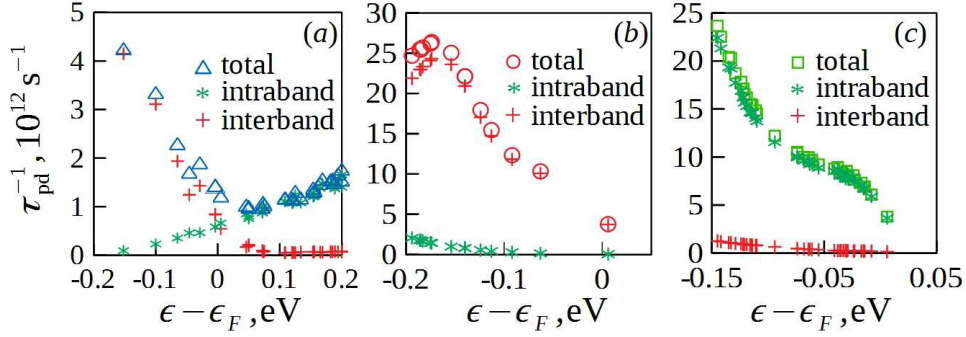 τ_pd^−1, 10^12 s^−1
5
4
3
2
1
0
(a)
total
intraband
interband
-0.2
-0.1
0
0.1
0.2
ϵ − ϵ_F ,eV
30
25
20
15
10
5
0
(b)
total
intraband
interband
-0.2
-0.1
0
ϵ − ϵ_F ,eV
25
20
15
10
5
0
(c)
total
intraband
interband
-0.15
-0.05
0.05
ϵ − ϵ_F ,eV